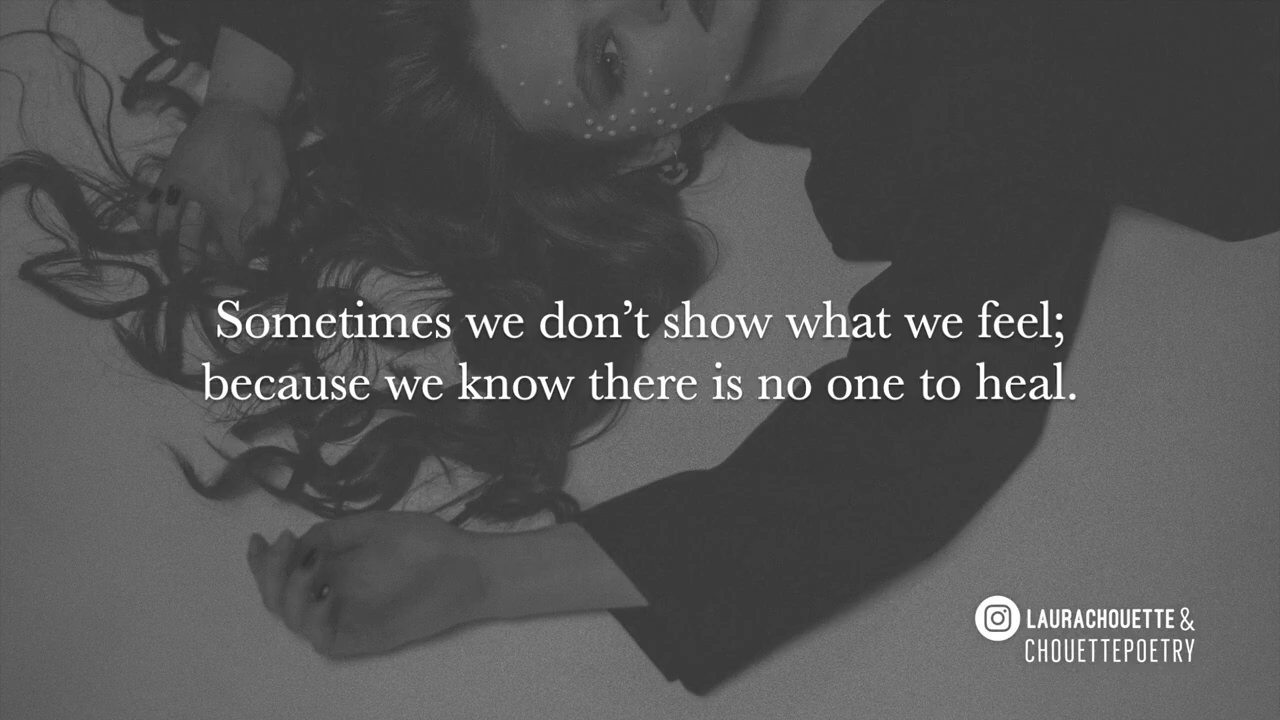 Sometimes we don’t show what we feel;
because we know there is no one to heal.
LAURACHOUETTE &
CHOUETTEPOETRY